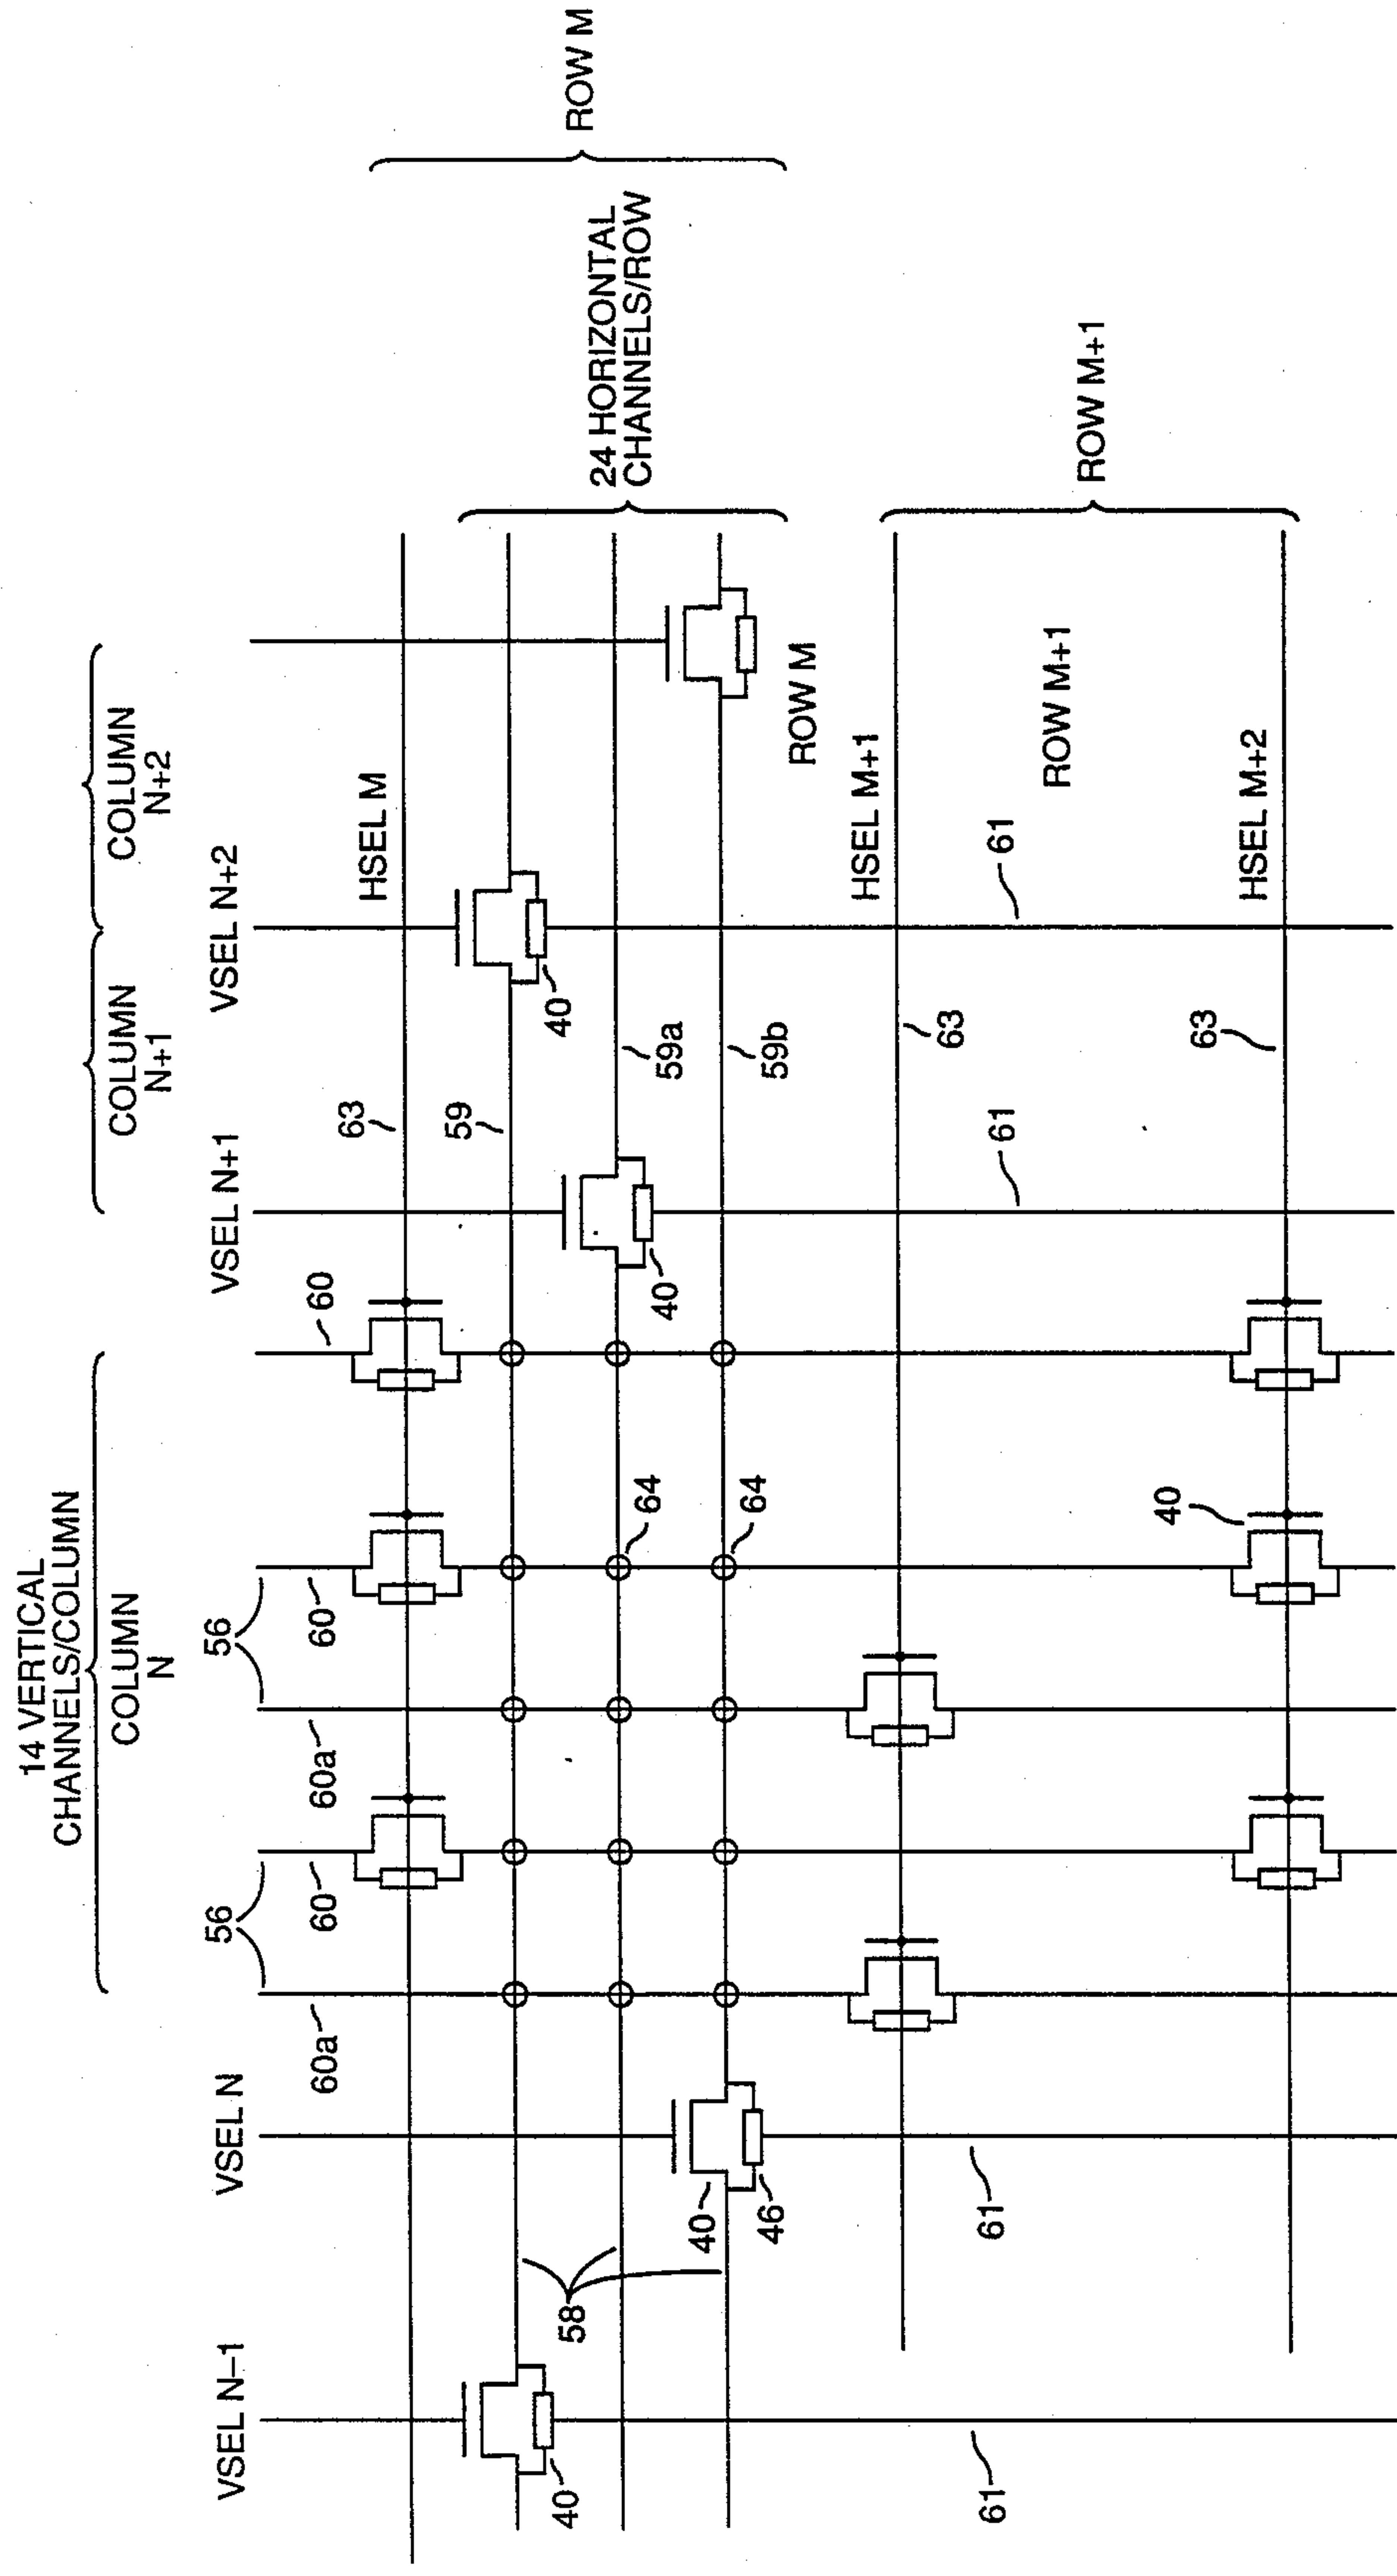 14 VERTICAL
CHANNELS/COLUMN
COLUMN
N
COLUMN
N+1
COLUMN
N+2
VSEL N–1
VSEL N
56
56
VSEL N+1
VSEL N+2
60a
60
60a
60
60
63
HSEL M
59
40
58
40
46
64
64
40
59a
59b
40
24 HORIZONTAL
CHANNELS/ROW
ROW M
ROW M
HSEL M+1
63
61
61
61
61
ROW M+1
ROW M+1
40
63
HSEL M+2